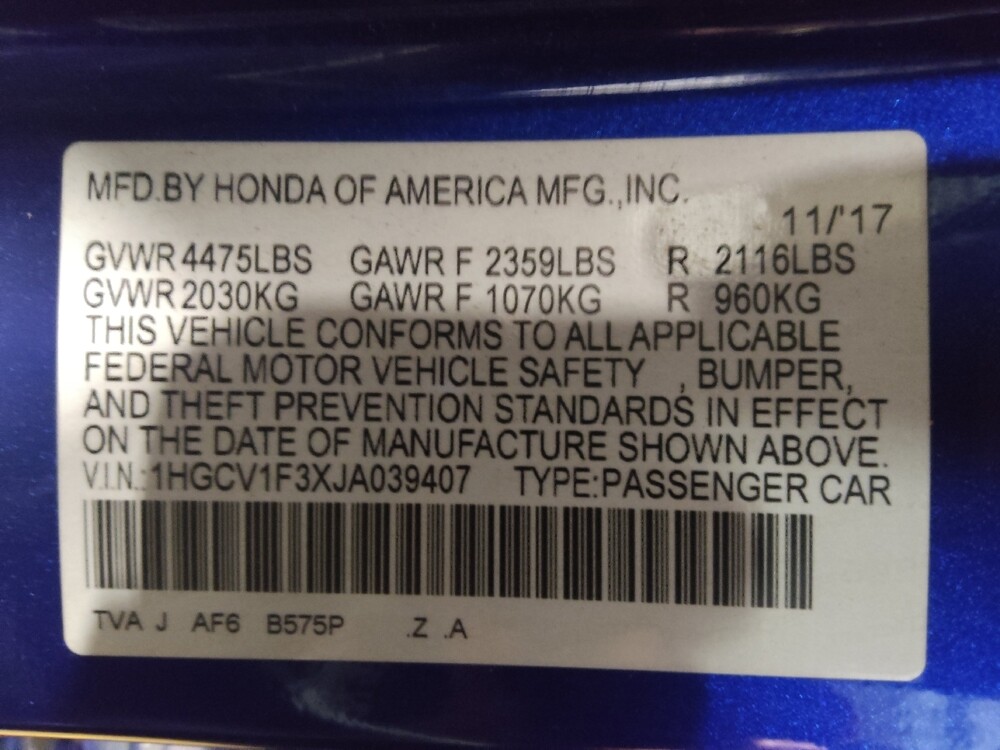 MFD.BY HONDA OF AMERICA MFG.,INC.
11/'17
GVWR 4475LBS GAWR F 2359LBS R 2116LBS
GVWR 2030KG GAWR F 1070KG R 960KG
THIS VEHICLE CONFORMS TO ALL APPLICABLE
FEDERAL MOTOR VEHICLE SAFETY , BUMPER,
AND THEFT PREVENTION STANDARDS IN EFFECT
ON THE DATE OF MANUFACTURE SHOWN ABOVE.
V.I.N.:1HGCV1F3XJA039407 TYPE:PASSENGER CAR
TVA J AF6 B575P .Z .A